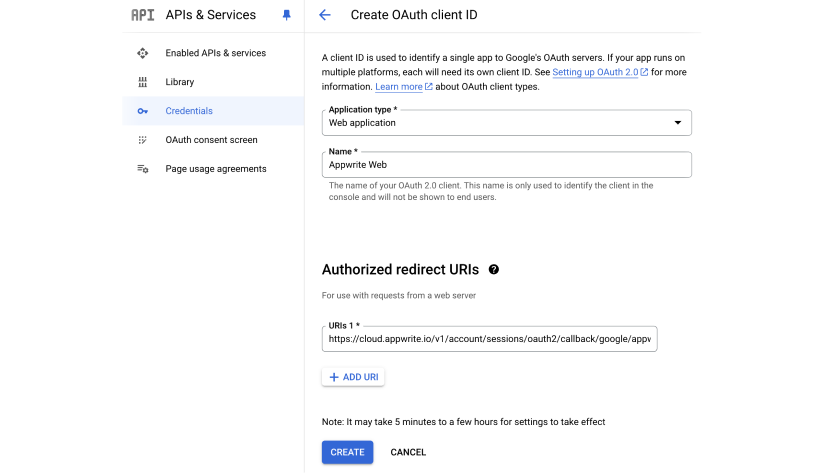 API APIs & Services
Enabled APIs & services
Library
Credentials
OAuth consent screen
Page usage agreements
Create OAuth client ID
A client ID is used to identify a single app to Google's OAuth servers. If your app runs on
multiple platforms, each will need its own client ID. See Setting up OAuth 2.0 for more
information. Learn more about OAuth client types.
Application type *
Web application
Name *
Appwrite Web
The name of your OAuth 2.0 client. This name is only used to identify the client in the
console and will not be shown to end users.
Authorized redirect URIs
For use with requests from a web server
URIs 1 *
https://cloud.appwrite.io/v1/account/sessions/oauth2/callback/google/appw
ADD URI
Note: It may take 5 minutes to a few hours for settings to take effect
CREATE CANCEL